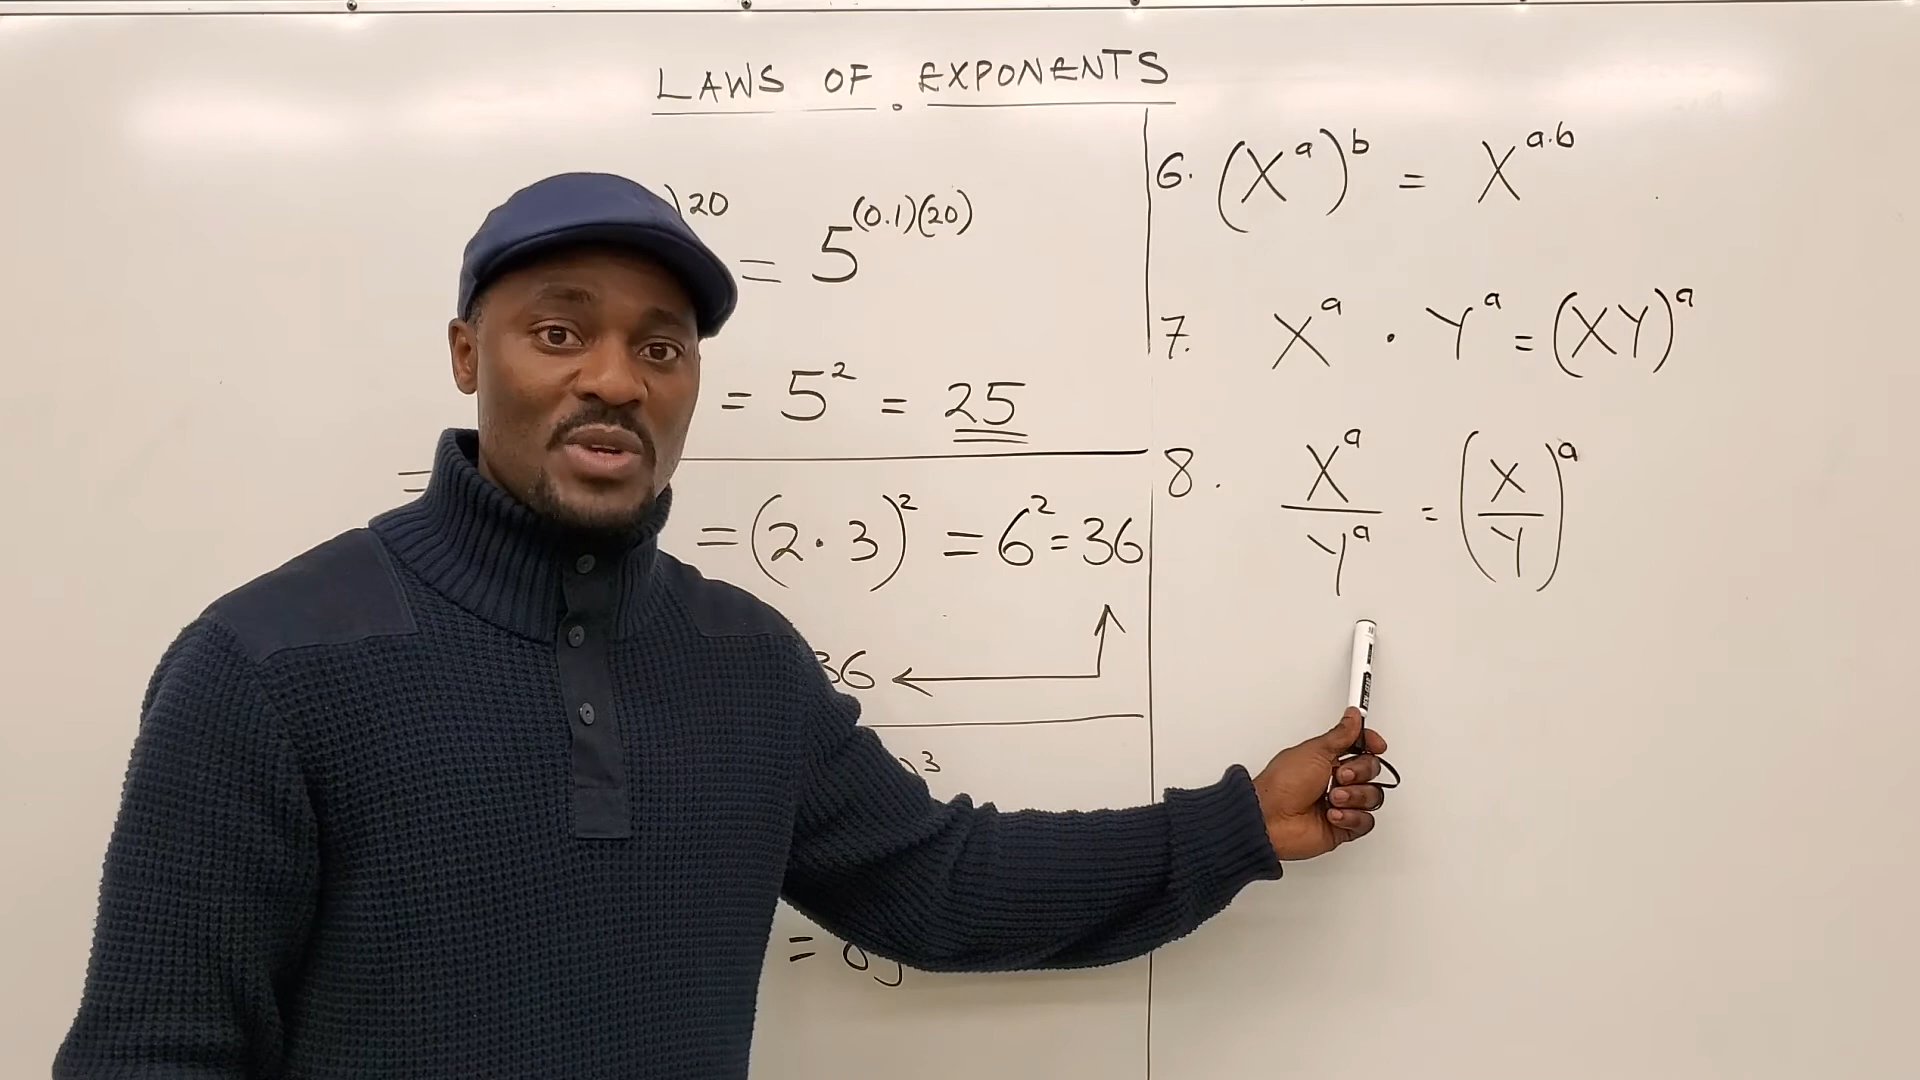 LAWS OF EXPONENTS
)20 = 5^(0.1)(20)
= 5² = 25
= (2·3)² = 6² = 36
36 ←
)³
=
6. (X^a)^b = X^a·b
7. X^a · Y^a = (XY)^a
8. X^a/Y^a = (X/Y)^a